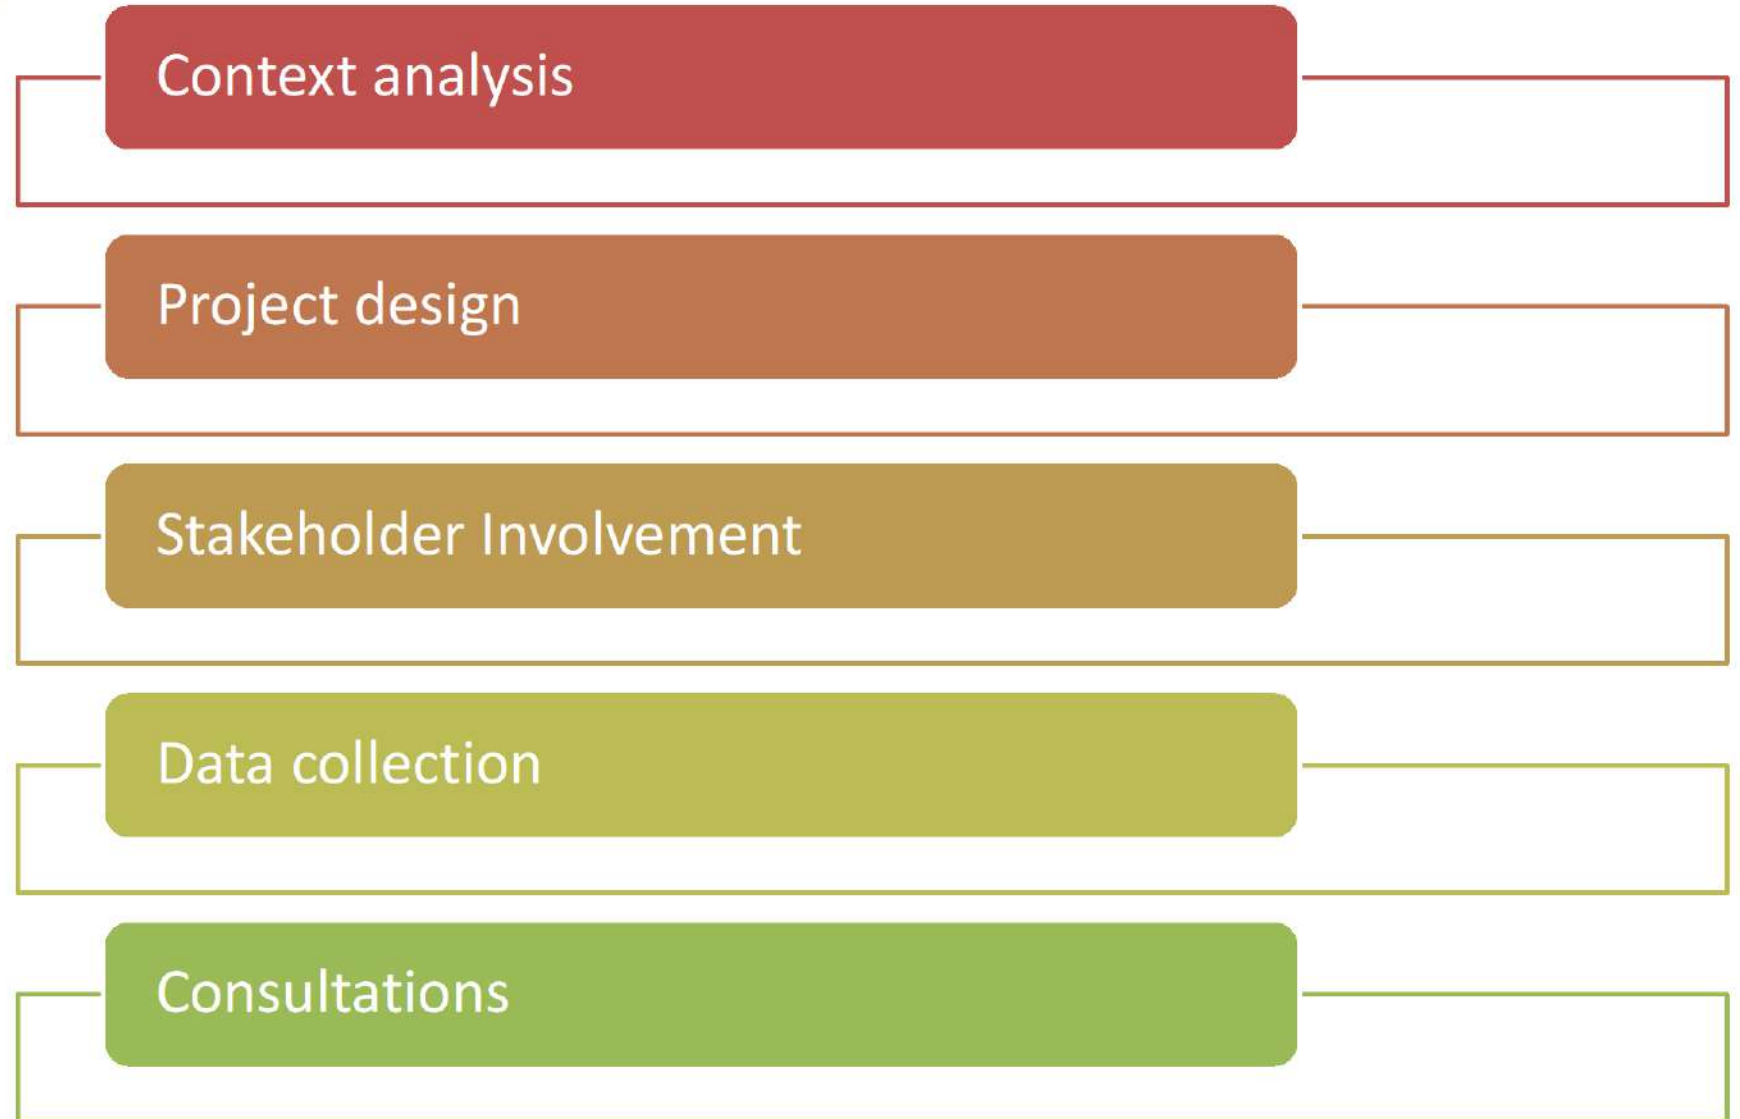 Context analysis
Project design
Stakeholder Involvement
Data collection
Consultations